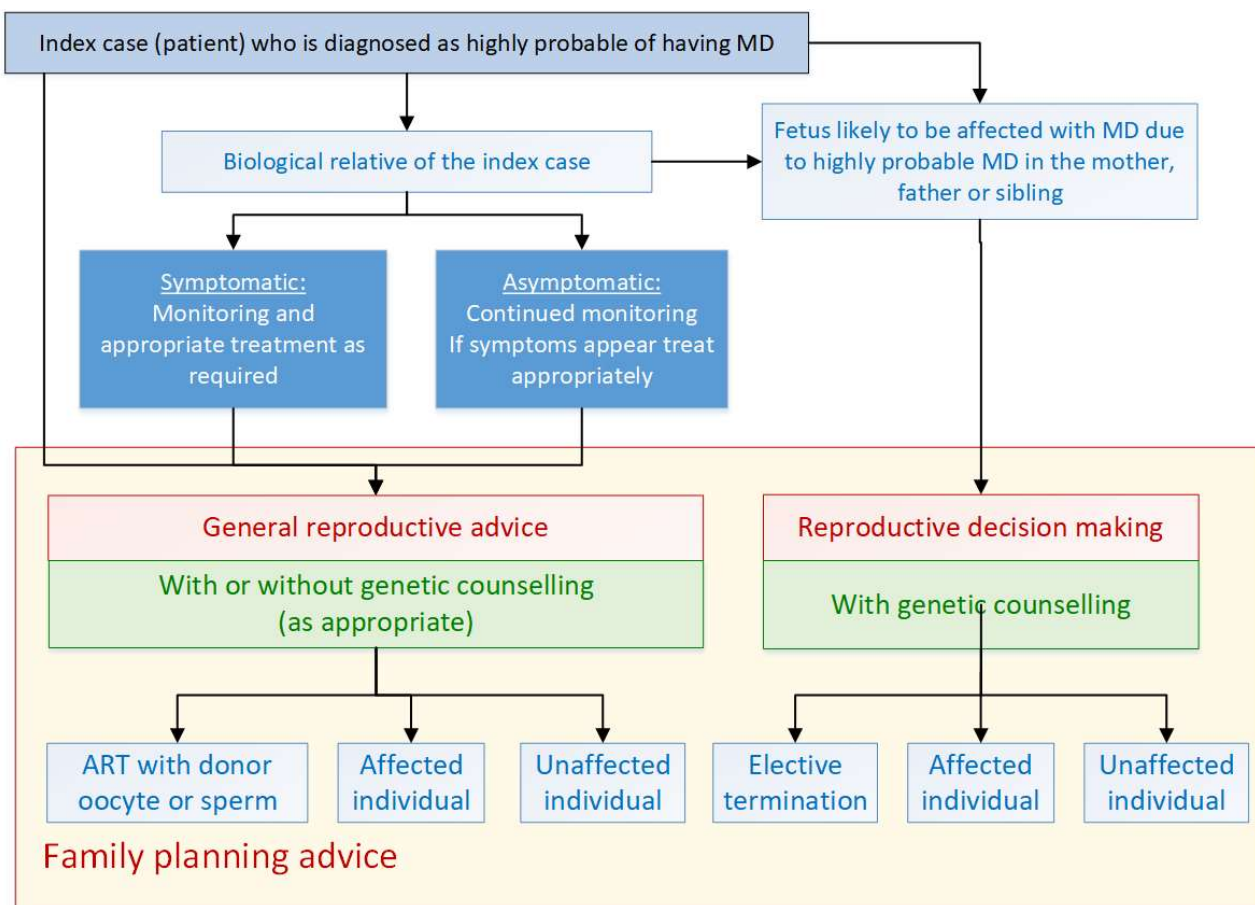 Index case (patient) who is diagnosed as highly probable of having MD
Biological relative of the index case
Fetus likely to be affected with MD due
to highly probable MD in the mother,
father or sibling
Symptomatic:
Monitoring and
appropriate treatment as
required
Asymptomatic:
Continued monitoring
If symptoms appear treat
appropriately
General reproductive advice
With or without genetic counselling
(as appropriate)
Reproductive decision making
With genetic counselling
ART with donor
oocyte or sperm
Affected
individual
Unaffected
individual
Elective
termination
Affected
individual
Unaffected
individual
Family planning advice